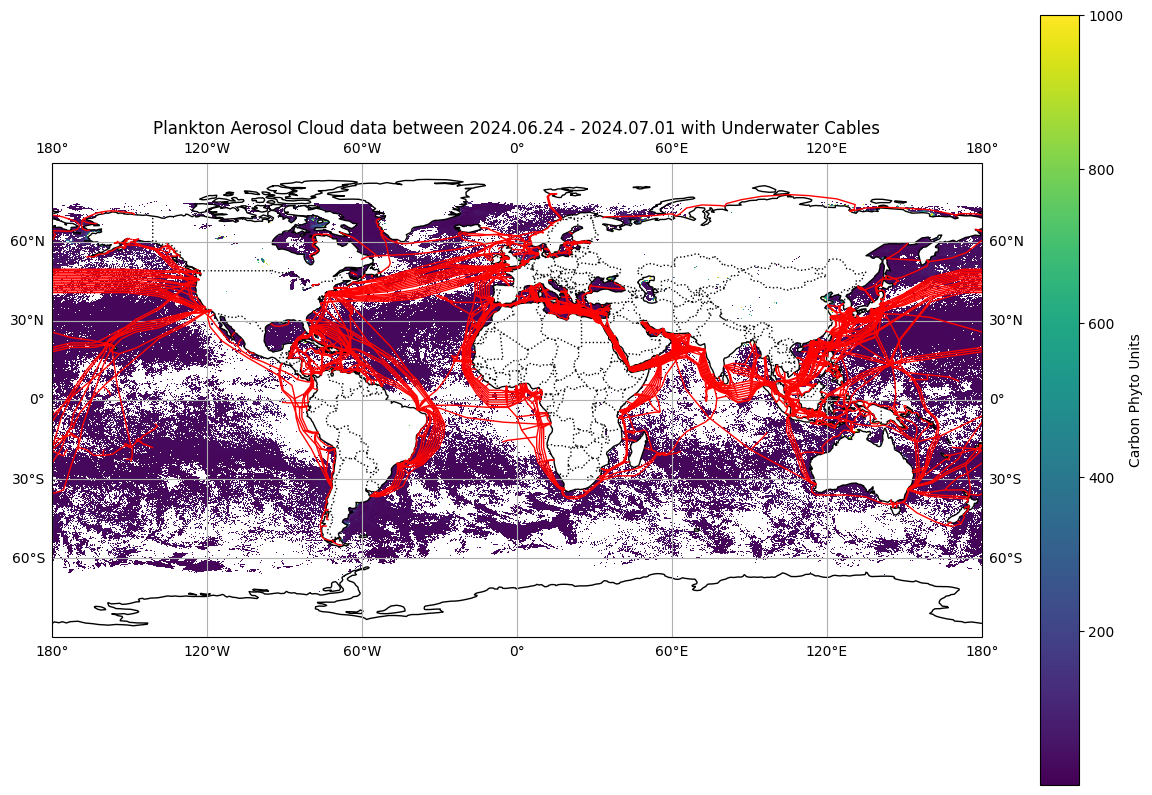 Plankton Aerosol Cloud data between 2024.06.24 - 2024.07.01 with Underwater Cables
180° 120°W 60°W 0° 60°E 120°E 180°
60°N 60°N
30°N 30°N
0° 0°
30°S 30°S
60°S 60°S
180° 120°W 60°W 0° 60°E 120°E 180°
1000
800
600
400
200
Carbon Phyto Units